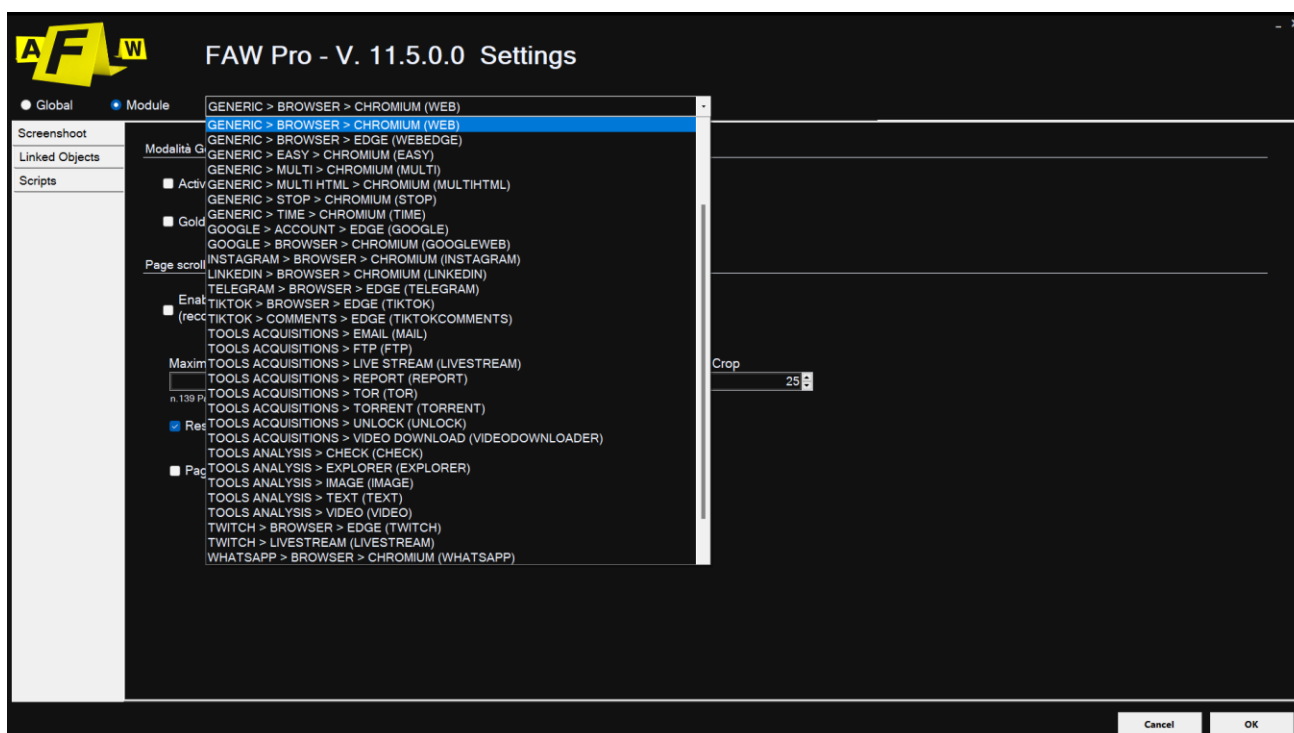 AFW
FAW Pro - V. 11.5.0.0 Settings
Global
Module
GENERIC > BROWSER > CHROMIUM (WEB)
GENERIC > BROWSER > CHROMIUM (WEB)
GENERIC > BROWSER > EDGE (WEBEDGE)
GENERIC > EASY > CHROMIUM (EASY)
GENERIC > MULTI > CHROMIUM (MULTI)
GENERIC > MULTI HTML > CHROMIUM (MULTIHTML)
GENERIC > STOP > CHROMIUM (STOP)
GENERIC > TIME > CHROMIUM (TIME)
GOOGLE > ACCOUNT > EDGE (GOOGLE)
GOOGLE > BROWSER > CHROMIUM (GOOGLEWEB)
INSTAGRAM > BROWSER > CHROMIUM (INSTAGRAM)
LINKEDIN > BROWSER > CHROMIUM (LINKEDIN)
TELEGRAM > BROWSER > EDGE (TELEGRAM)
TIKTOK > BROWSER > EDGE (TIKTOK)
TIKTOK > COMMENTS > EDGE (TIKTOKCOMMENTS)
TOOLS ACQUISITIONS > EMAIL (MAIL)
TOOLS ACQUISITIONS > FTP (FTP)
TOOLS ACQUISITIONS > LIVE STREAM (LIVESTREAM)
TOOLS ACQUISITIONS > REPORT (REPORT)
TOOLS ACQUISITIONS > TOR (TOR)
TOOLS ACQUISITIONS > TORRENT (TORRENT)
TOOLS ACQUISITIONS > UNLOCK (UNLOCK)
TOOLS ACQUISITIONS > VIDEO DOWNLOAD (VIDEODOWNLOADER)
TOOLS ANALYSIS > CHECK (CHECK)
TOOLS ANALYSIS > EXPLORER (EXPLORER)
TOOLS ANALYSIS > IMAGE (IMAGE)
TOOLS ANALYSIS > TEXT (TEXT)
TOOLS ANALYSIS > VIDEO (VIDEO)
TWITCH > BROWSER > EDGE (TWITCH)
TWITCH > LIVESTREAM (LIVESTREAM)
WHATSAPP > BROWSER > CHROMIUM (WHATSAPP)
Screenshoot
Linked Objects
Scripts
Modalità G
Activ
Gold
Page scroll
Enab
(reco
Maxim
n.139
Res
Pag
Crop
25
Cancel
OK